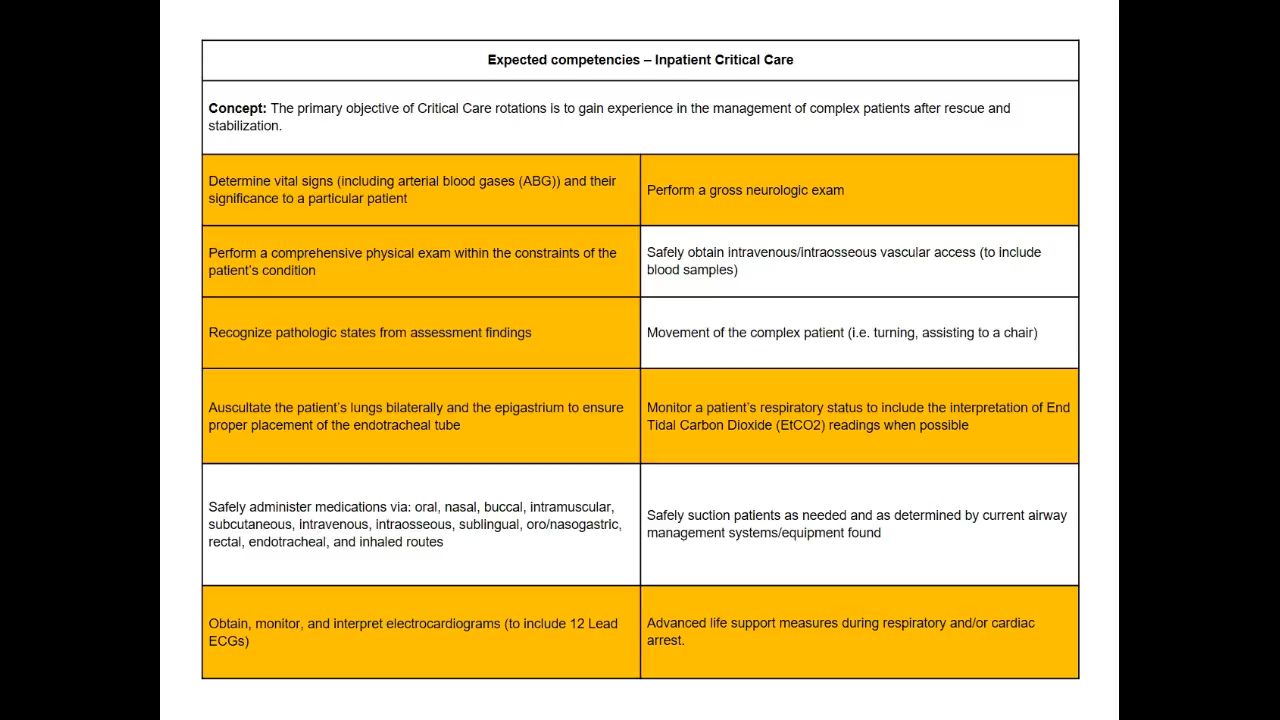 Expected competencies – Inpatient Critical Care
Concept: The primary objective of Critical Care rotations is to gain experience in the management of complex patients after rescue and
stabilization.
Determine vital signs (including arterial blood gases (ABG)) and their
significance to a particular patient
Perform a gross neurologic exam
Perform a comprehensive physical exam within the constraints of the
patient's condition
Safely obtain intravenous/intraosseous vascular access (to include
blood samples)
Recognize pathologic states from assessment findings
Movement of the complex patient (i.e. turning, assisting to a chair)
Auscultate the patient's lungs bilaterally and the epigastrium to ensure
proper placement of the endotracheal tube
Monitor a patient's respiratory status to include the interpretation of End
Tidal Carbon Dioxide (EtCO2) readings when possible
Safely administer medications via: oral, nasal, buccal, intramuscular,
subcutaneous, intravenous, intraosseous, sublingual, oro/nasogastric,
rectal, endotracheal, and inhaled routes
Safely suction patients as needed and as determined by current airway
management systems/equipment found
Obtain, monitor, and interpret electrocardiograms (to include 12 Lead
ECGs)
Advanced life support measures during respiratory and/or cardiac
arrest.